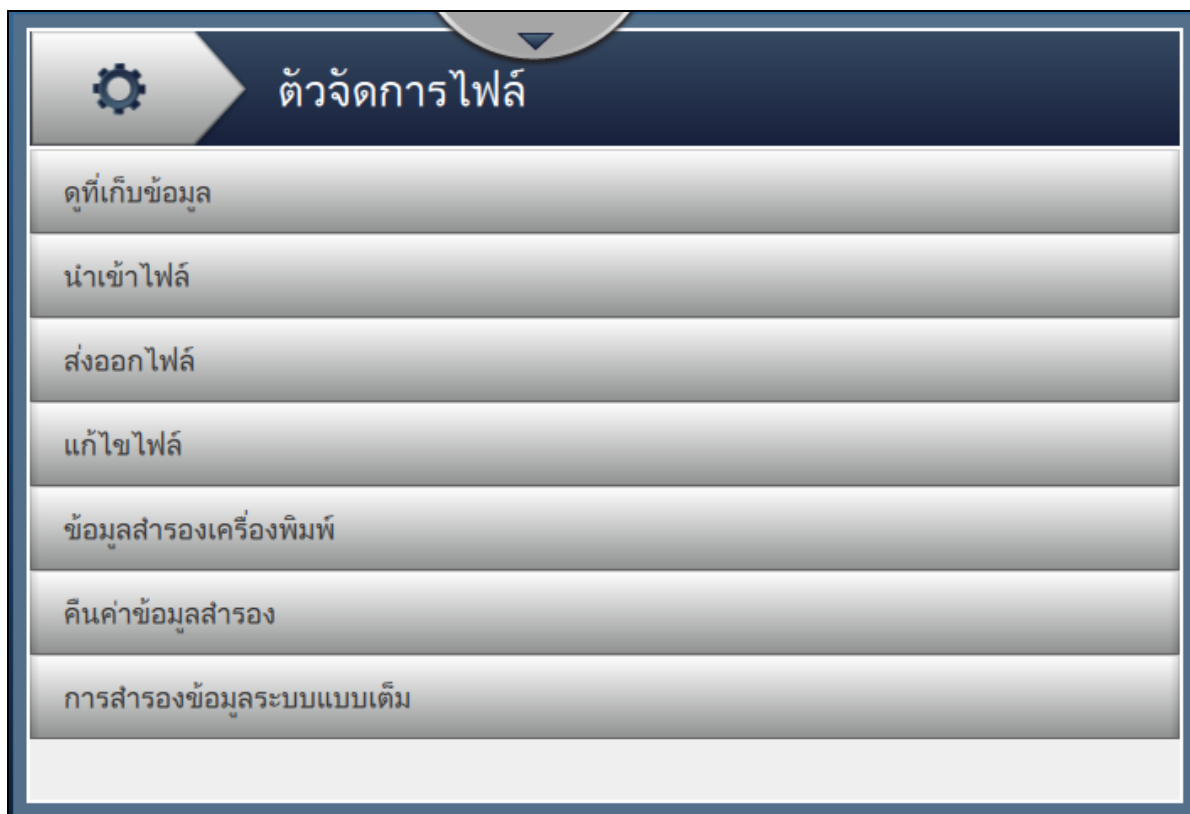 ตัวจัดการไฟล์
ดูที่เก็บข้อมูล
นำเข้าไฟล์
ส่งออกไฟล์
แก้ไขไฟล์
ข้อมูลสำรองเครื่องพิมพ์
คืนค่าข้อมูลสำรอง
การสำรองข้อมูลระบบแบบเต็ม